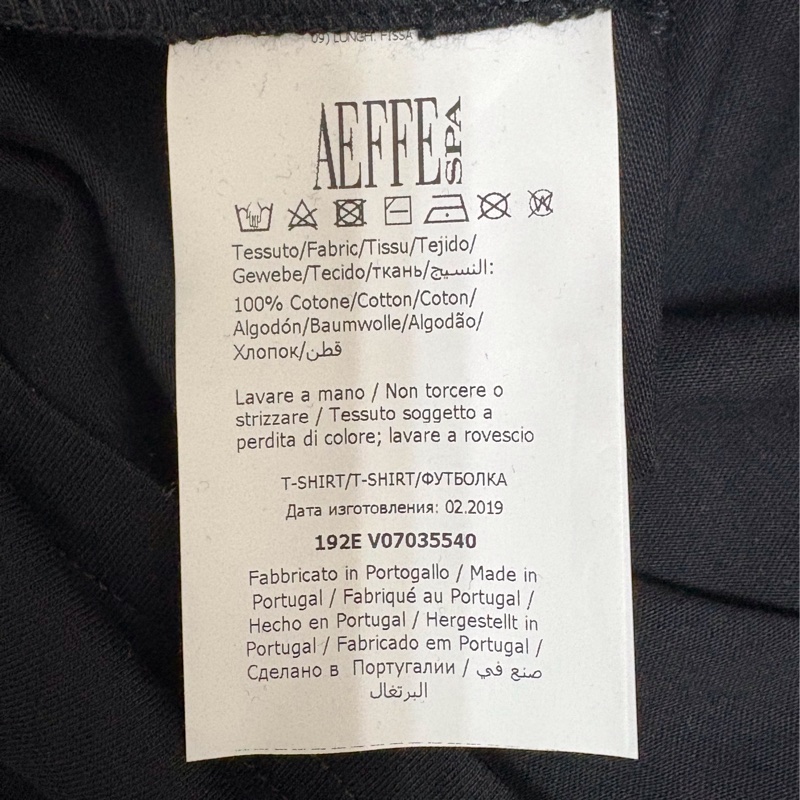 09) LUNGH. FISSA
AEFFE SPA
Tessuto/Fabric/Tissu/Tejido/
Gewebe/Tecido/ткань/النسيج:
100% Cotone/Cotton/Coton/
Algodón/Baumwolle/Algodão/
Хлопок/قطن
Lavare a mano / Non torcere o
strizzare / Tessuto soggetto a
perdita di colore; lavare a rovescio
T-SHIRT/T-SHIRT/ФУТБОЛКА
Дата изготовления: 02.2019
192E V07035540
Fabbricato in Portogallo / Made in
Portugal / Fabriqué au Portugal /
Hecho en Portugal / Hergestellt in
Portugal / Fabricado em Portugal /
Сделано в Португалии / صنع في
البرتغال